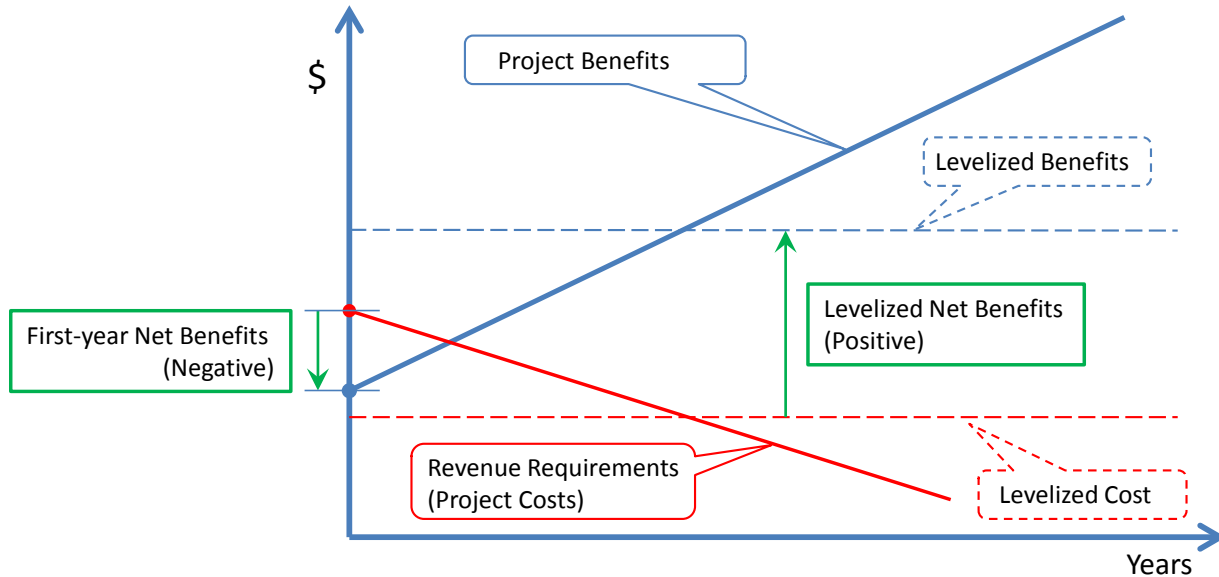 $
Project Benefits
Levelized Benefits
First-year Net Benefits
(Negative)
Levelized Net Benefits
(Positive)
Revenue Requirements
(Project Costs)
Levelized Cost
Years